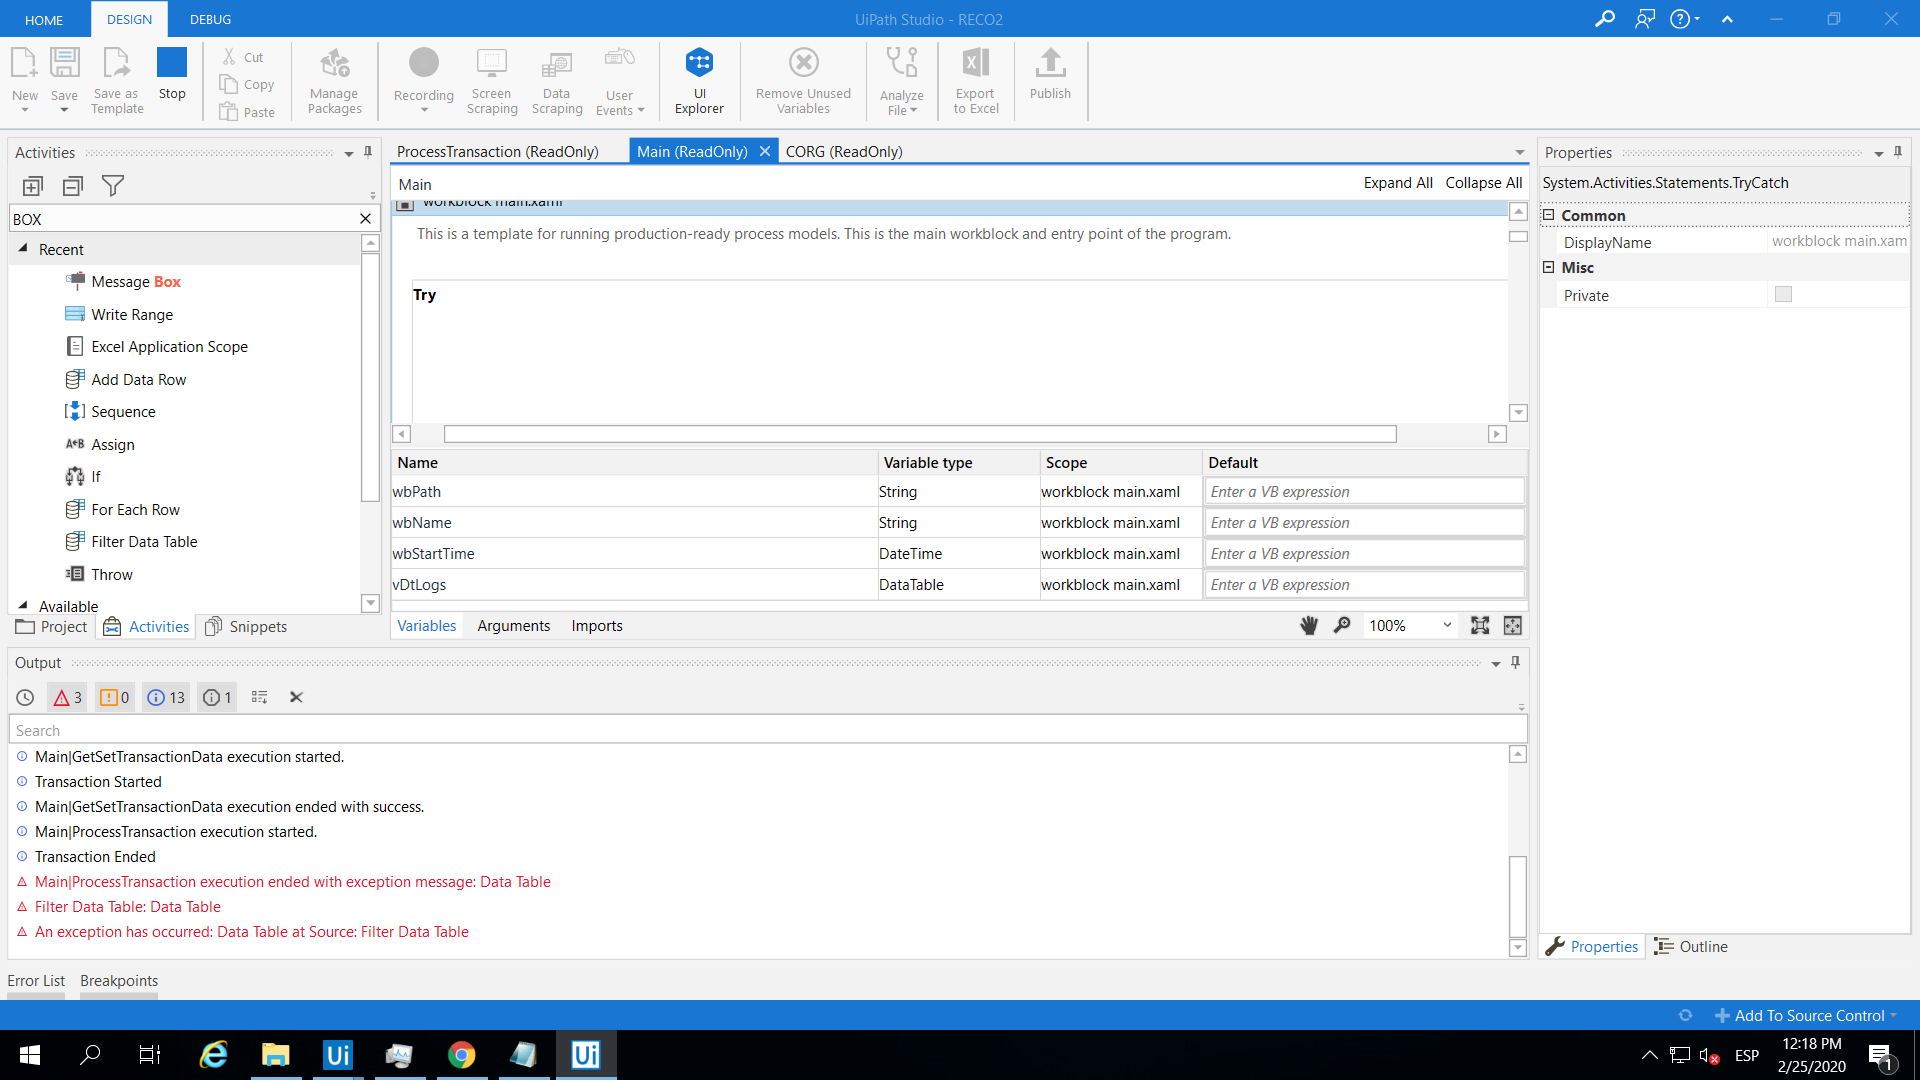 HOME
DESIGN
DEBUG
UiPath Studio - RECO2
New
Save
Save as Template
Stop
Cut
Copy
Paste
Manage Packages
Recording
Screen Scraping
Data Scraping
User Events
UI Explorer
Remove Unused Variables
Analyze File
Export to Excel
Publish
Activities
BOX
Recent
Message Box
Write Range
Excel Application Scope
Add Data Row
Sequence
Assign
If
For Each Row
Filter Data Table
Throw
Available
Project
Activities
Snippets
ProcessTransaction (ReadOnly)
Main (ReadOnly)
CORG (ReadOnly)
Main
Expand All
Collapse All
workblock main.xaml
This is a template for running production-ready process models. This is the main workblock and entry point of the program.
Try
Name Variable type Scope Default
wbPath String workblock main.xaml Enter a VB expression
wbName String workblock main.xaml Enter a VB expression
wbStartTime DateTime workblock main.xaml Enter a VB expression
vDtLogs DataTable workblock main.xaml Enter a VB expression
Variables
Arguments
Imports
100%
Properties
System.Activities.Statements.TryCatch
Common
DisplayName workblock main.xam
Misc
Private
Properties
Outline
Output
3
0
13
1
Search
Main|GetSetTransactionData execution started.
Transaction Started
Main|GetSetTransactionData execution ended with success.
Main|ProcessTransaction execution started.
Transaction Ended
Main|ProcessTransaction execution ended with exception message: Data Table
Filter Data Table: Data Table
An exception has occurred: Data Table at Source: Filter Data Table
Error List
Breakpoints
Add To Source Control
Ui
Ui
ESP
12:18 PM
2/25/2020
1